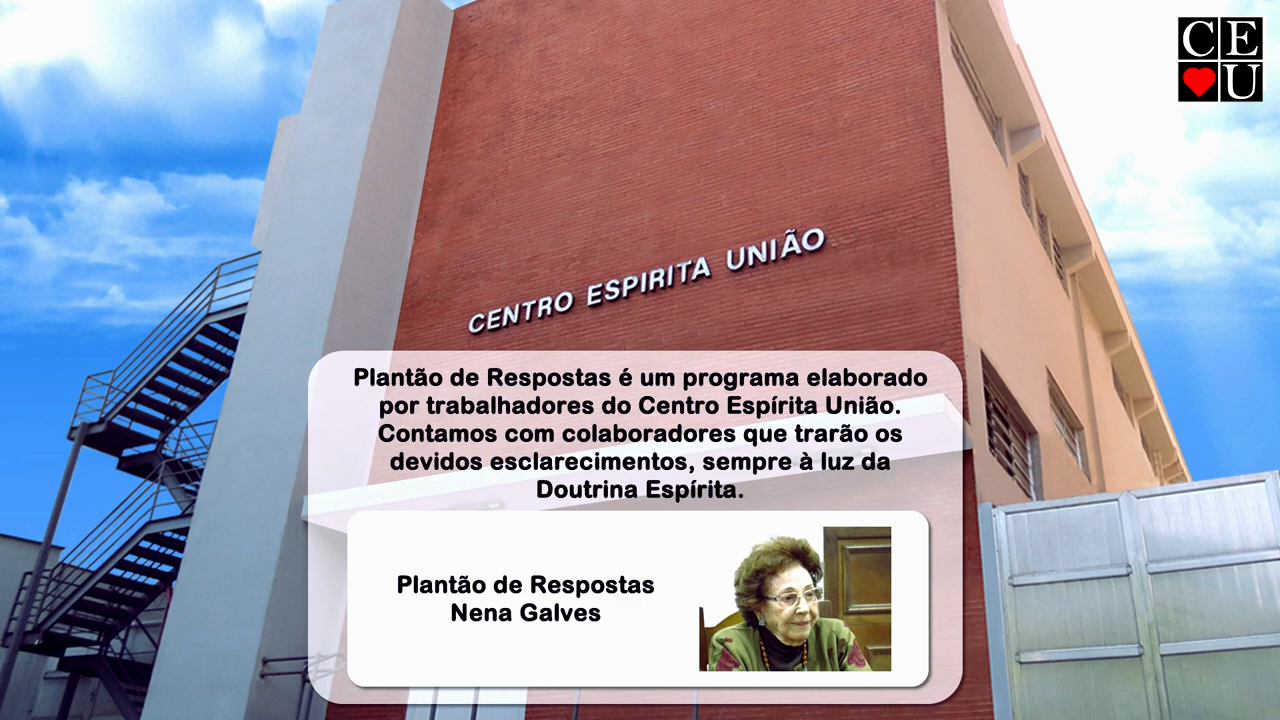 CE
U
CENTRO ESPIRITA UNIÃO
Plantão de Respostas é um programa elaborado
por trabalhadores do Centro Espírita União.
Contamos com colaboradores que trarão os
devidos esclarecimentos, sempre à luz da
Doutrina Espírita.
Plantão de Respostas
Nena Galves